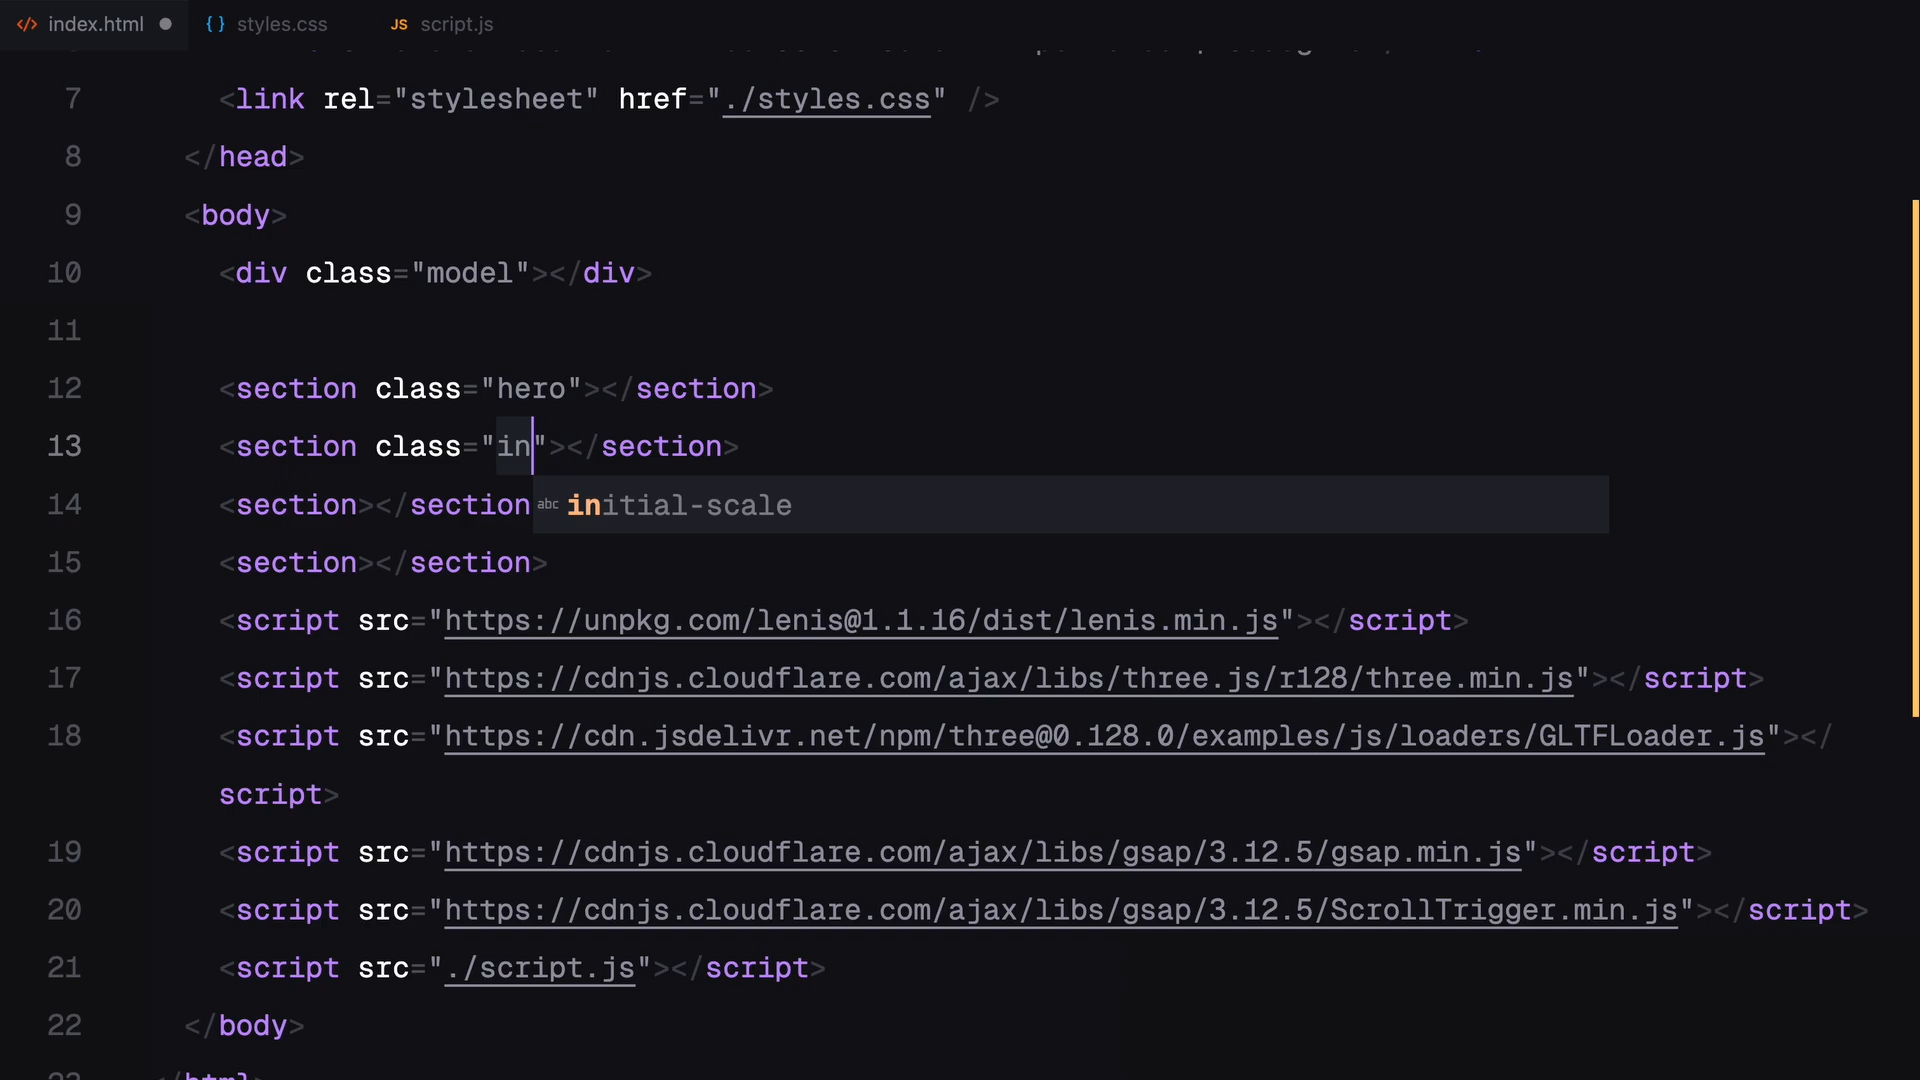 index.html styles.css JS script.js
7 <link rel="stylesheet" href="./styles.css" />
8 </head>
9 <body>
10 <div class="model"></div>
11
12 <section class="hero"></section>
13 <section class="in"></section>
14 <section></section
abc initial-scale
15 <section></section>
16 <script src="https://unpkg.com/lenis@1.1.16/dist/lenis.min.js"></script>
17 <script src="https://cdnjs.cloudflare.com/ajax/libs/three.js/r128/three.min.js"></script>
18 <script src="https://cdn.jsdelivr.net/npm/three@0.128.0/examples/js/loaders/GLTFLoader.js"></
script>
19 <script src="https://cdnjs.cloudflare.com/ajax/libs/gsap/3.12.5/gsap.min.js"></script>
20 <script src="https://cdnjs.cloudflare.com/ajax/libs/gsap/3.12.5/ScrollTrigger.min.js"></script>
21 <script src="./script.js"></script>
22 </body>